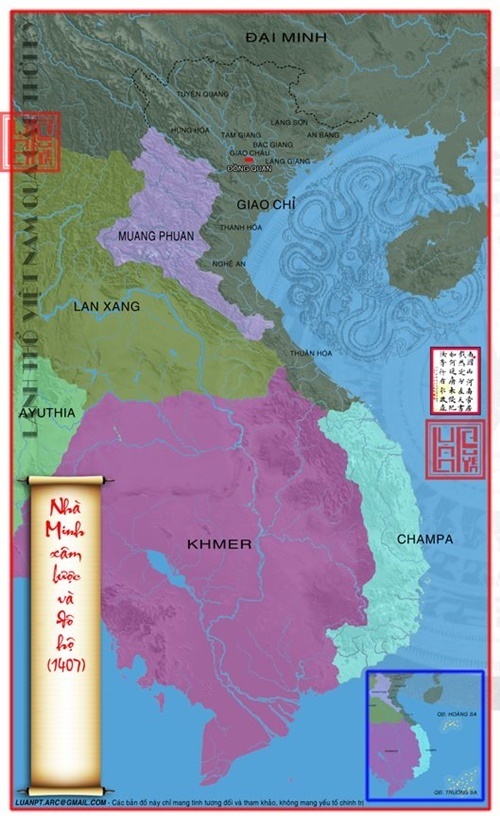 ĐẠI MINH
TUYÊN QUANG
LẠNG SƠN
HƯNG HÓA
TAM GIANG
AN BANG
BẮC GIANG
GIAO CHÂU
LẠNG GIANG
ĐÔNG QUAN
GIAO CHỈ
THANH HÓA
MUANG PHUAN
NGHỆ AN
LAN XANG
THUẬN HÓA
AYUTHIA
KHMER
CHAMPA
LÃNH THỔ VIỆT NAM QUA
THỜI KỲ
Nhà
Minh
xâm
lược
và
đô
hộ
(1407)
QĐ. HOÀNG SA
QĐ. TRƯỜNG SA
LUANPT.ARC@GMAIL.COM - Các bản đồ này chỉ mang tính tương đối và tham khảo, không mang yếu tố chính trị